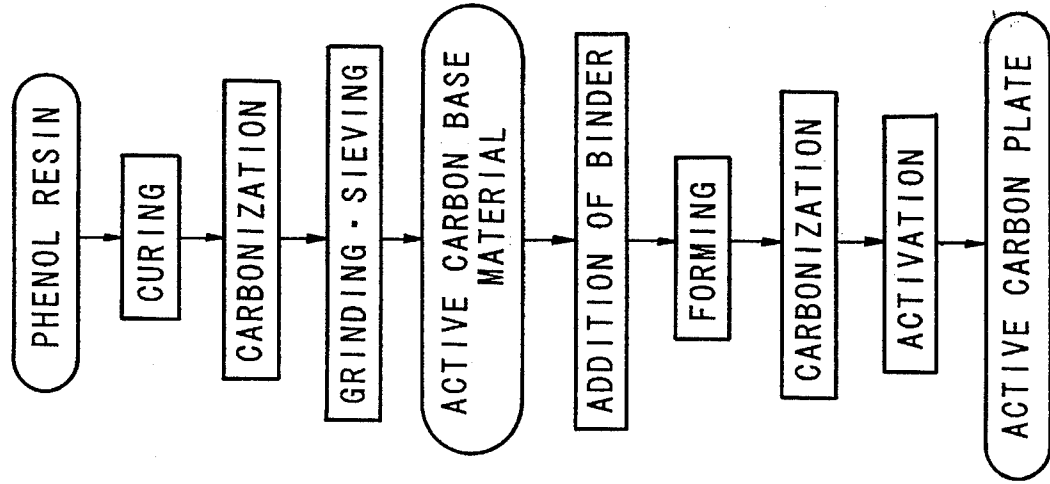 PHENOL RESIN
CURING
CARBONIZATION
GRINDING・SIEVING
ACTIVE CARBON BASE
MATERIAL
ADDITION OF BINDER
FORMING
CARBONIZATION
ACTIVATION
ACTIVE CARBON PLATE